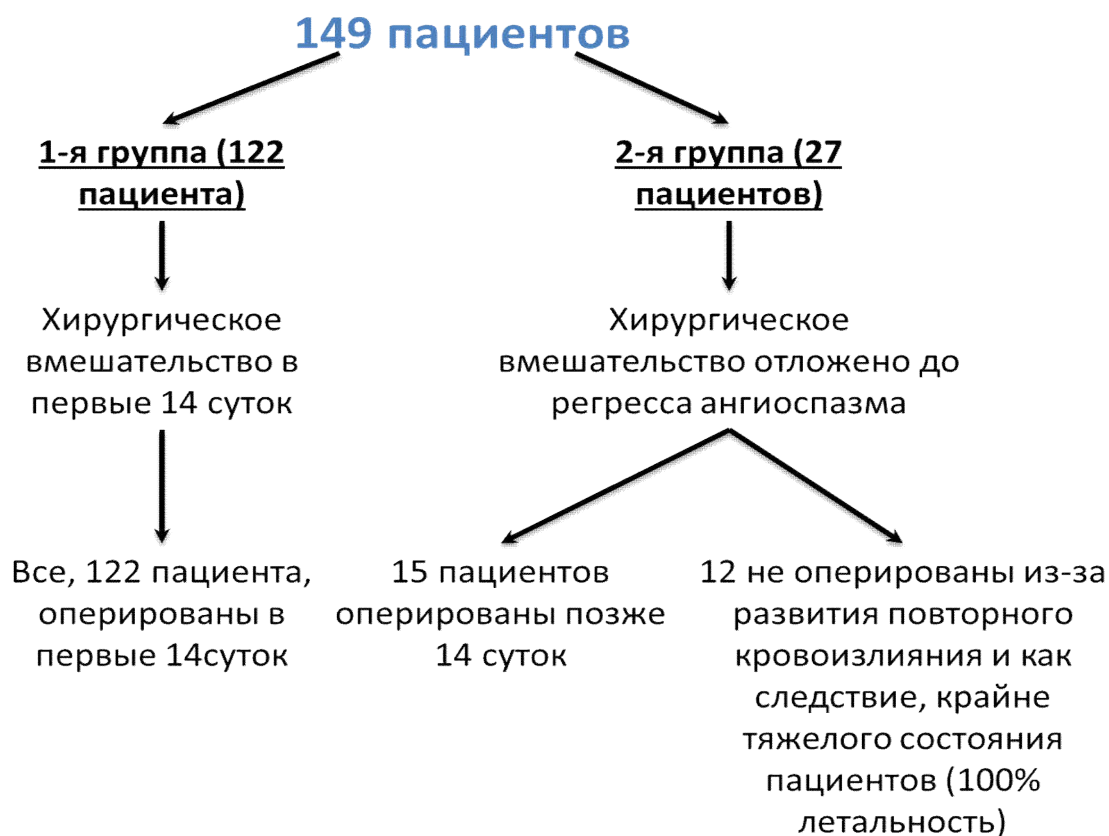 149 пациентов
1-я группа (122
пациента)
2-я группа (27
пациентов)
Хирургическое
вмешательство в
первые 14 суток
Хирургическое
вмешательство отложено до
регресса ангиоспазма
Все, 122 пациента,
оперированы в
первые 14суток
15 пациентов
оперированы позже
14 суток
12 не оперированы из-за
развития повторного
кровоизлияния и как
следствие, крайне
тяжелого состояния
пациентов (100%
летальность)